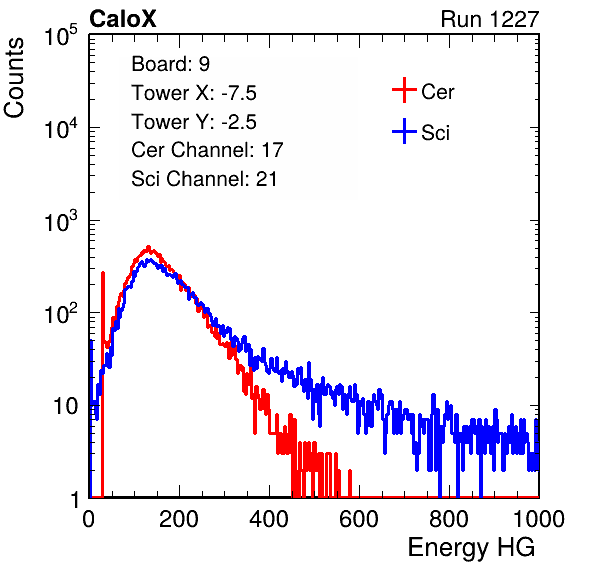 CaloX Run 1227
Counts
Board: 9
Tower X: -7.5
Tower Y: -2.5
Cer Channel: 17
Sci Channel: 21
Cer
Sci
10^5
10^4
10^3
10^2
10
1
0 200 400 600 800 1000
Energy HG